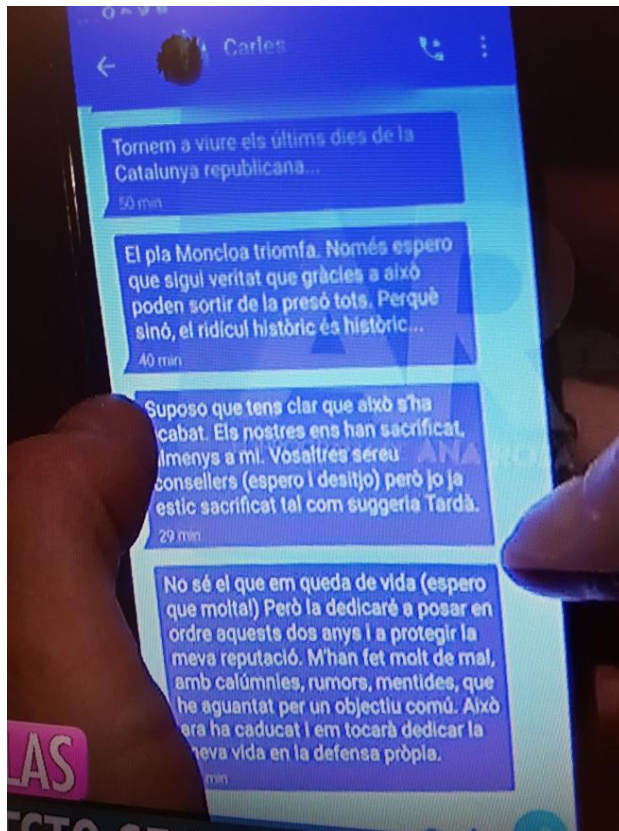 Carles
Tornem a viure els últims dies de la
Catalunya republicana...
50 min
El pla Moncloa triomfa. Només espero
que sigui veritat que gràcies a això
poden sortir de la presó tots. Perquè
sinó, el ridícul històric és històric...
40 min
Suposo que tens clar que això s'ha
cabat. Els nostres ens han sacrificat,
almenys a mi. Vosaltres sereu
consellers (espero i desitjo) però jo ja
estic sacrificat tal com suggeria Tardà.
29 min
No sé el que em queda de vida (espero
que molta!) Però la dedicaré a posar en
ordre aquests dos anys i a protegir la
meva reputació. M'han fet molt de mal,
amb calúmnies, rumors, mentides, que
he aguantat per un objectiu comú. Això
ara ha caducat i em tocarà dedicar la
meva vida en la defensa pròpia.
min
AR
ANA ROSA
LAS